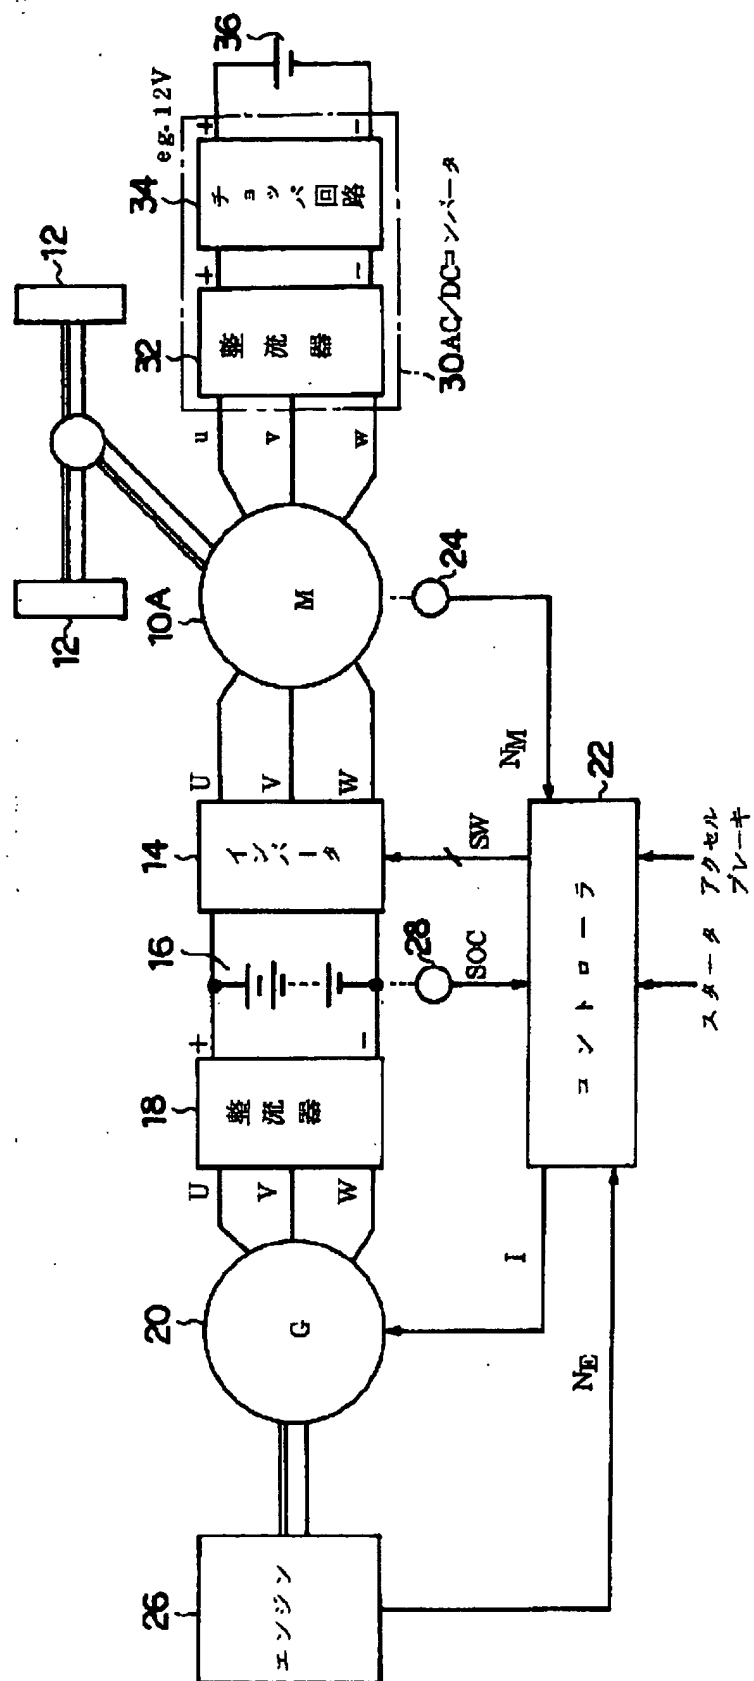 12
12
36
eg.12V
34
チョッパ回路
+
-
+
-
32
整流器
30AC/DCコンバータ
u
v
w
10A
M
24
NM
U
V
W
14
インバータ
SW
22
コントローラ
アクセル
ブレーキ
スタータ
16
28
SOC
+
-
18
整流器
U
V
W
20
G
I
NE
26
エンジン